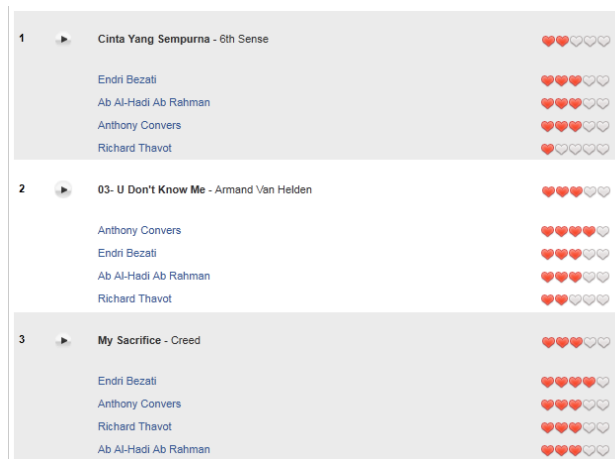 1 Cinta Yang Sempurna - 6th Sense
Endri Bezati
Ab Al-Hadi Ab Rahman
Anthony Convers
Richard Thavot
2 03- U Don't Know Me - Armand Van Helden
Anthony Convers
Endri Bezati
Ab Al-Hadi Ab Rahman
Richard Thavot
3 My Sacrifice - Creed
Endri Bezati
Anthony Convers
Richard Thavot
Ab Al-Hadi Ab Rahman